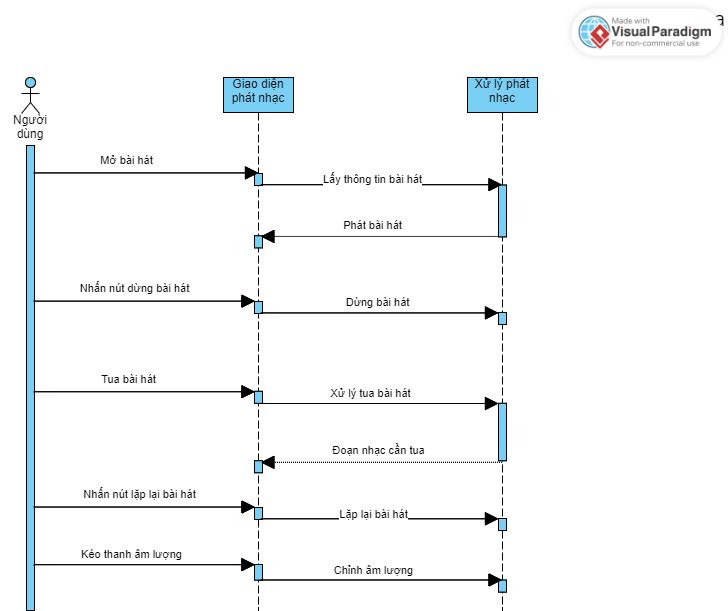 Made with
VisualParadigm
For non-commercial use
a
Người
dùng
Giao diện
phát nhạc
Xử lý phát
nhạc
Mở bài hát
Lấy thông tin bài hát
Phát bài hát
Nhấn nút dừng bài hát
Dừng bài hát
Tua bài hát
Xử lý tua bài hát
Đoạn nhạc cần tua
Nhấn nút lặp lại bài hát
Lặp lại bài hát
Kéo thanh âm lượng
Chỉnh âm lượng